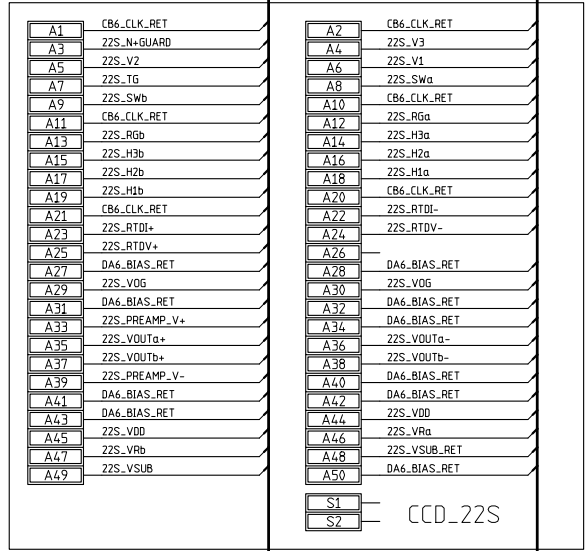 A1 CB6_CLK_RET
A3 22S_N+GUARD
A5 22S_V2
A7 22S_TG
A9 22S_SWb
A11 CB6_CLK_RET
A13 22S_RGb
A15 22S_H3b
A17 22S_H2b
A19 22S_H1b
A21 CB6_CLK_RET
A23 22S_RTDI+
A25 22S_RTDV+
A27 DA6_BIAS_RET
A29 22S_VOG
A31 DA6_BIAS_RET
A33 22S_PREAMP_V+
A35 22S_VOUTa+
A37 22S_VOUTb+
A39 22S_PREAMP_V-
A41 DA6_BIAS_RET
A43 DA6_BIAS_RET
A45 22S_VDD
A47 22S_VRb
A49 22S_VSUB
A2 CB6_CLK_RET
A4 22S_V3
A6 22S_V1
A8 22S_SWa
A10 CB6_CLK_RET
A12 22S_RGa
A14 22S_H3a
A16 22S_H2a
A18 22S_H1a
A20 CB6_CLK_RET
A22 22S_RTDI-
A24 22S_RTDV-
A26
A28 DA6_BIAS_RET
A30 22S_VOG
A32 DA6_BIAS_RET
A34 DA6_BIAS_RET
A36 22S_VOUTa-
A38 22S_VOUTb-
A40 DA6_BIAS_RET
A42 DA6_BIAS_RET
A44 22S_VDD
A46 22S_VRa
A48 22S_VSUB_RET
A50 DA6_BIAS_RET
S1
S2
CCD_22S